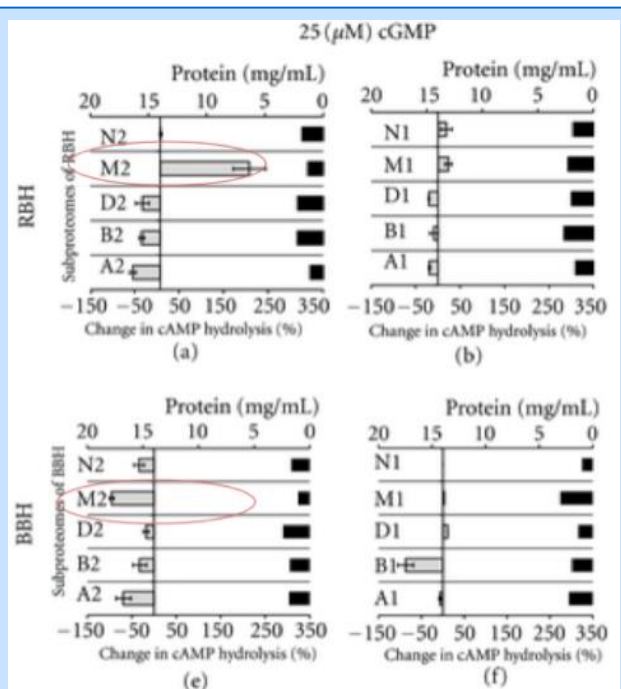 25 (μM) cGMP
Protein (mg/mL)
20 15 10 5 0
RBH
Subproteomes of RBH
N2
M2
D2
B2
A2
−150 −50 50 150 250 350
Change in cAMP hydrolysis (%)
(a)
Protein (mg/mL)
20 15 10 5 0
N1
M1
D1
B1
A1
−150 −50 50 150 250 350
Change in cAMP hydrolysis (%)
(b)
Protein (mg/mL)
20 15 10 5 0
BBH
Subproteomes of BBH
N2
M2
D2
B2
A2
−150 −50 50 150 250 350
Change in cAMP hydrolysis (%)
(e)
Protein (mg/mL)
20 15 10 5 0
N1
M1
D1
B1
A1
−150 −50 50 150 250 350
Change in cAMP hydrolysis (%)
(f)